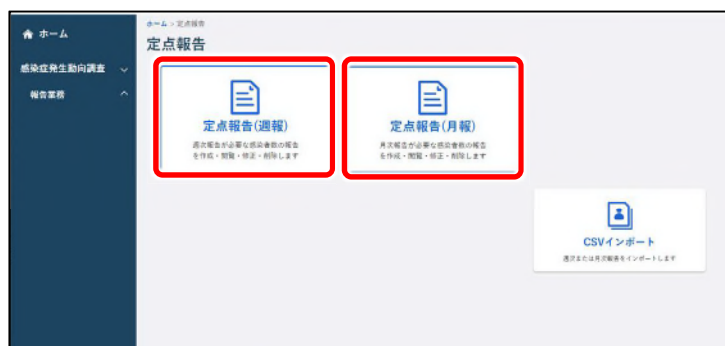 ホーム
感染症発生動向調査
報告業務
ホーム > 定点報告
定点報告
定点報告(週報)
週次報告が必要な感染者数の報告
を作成・閲覧・修正・削除します
定点報告(月報)
月次報告が必要な感染者数の報告
を作成・閲覧・修正・削除します
CSVインポート
週次または月次報告をインポートします